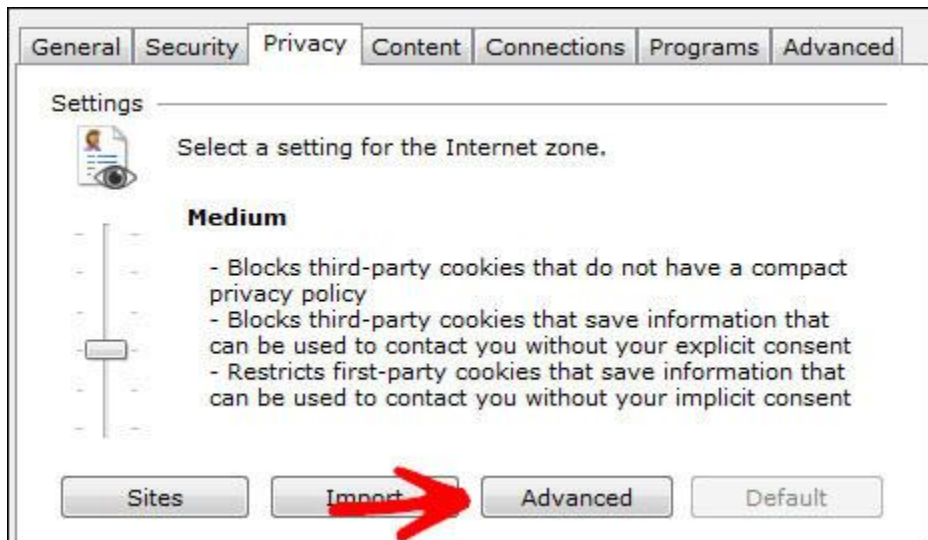 General Security Privacy Content Connections Programs Advanced
Settings
Select a setting for the Internet zone.
Medium
- Blocks third-party cookies that do not have a compact
privacy policy
- Blocks third-party cookies that save information that
can be used to contact you without your explicit consent
- Restricts first-party cookies that save information that
can be used to contact you without your implicit consent
Sites Import Advanced Default